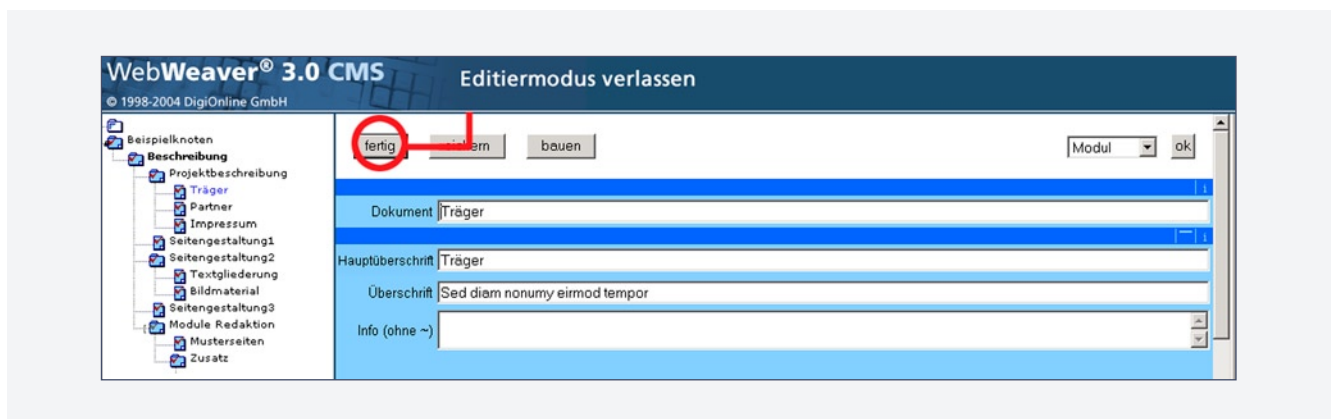 WebWeaver® 3.0 CMS
Editiermodus verlassen
© 1998-2004 DigiOnline GmbH
Beispielknoten
Beschreibung
Projektbeschreibung
Träger
Partner
Impressum
Seitengestaltung1
Seitengestaltung2
Textgliederung
Bildmaterial
Seitengestaltung3
Module Redaktion
Musterseiten
Zusatz
fertig
bauen
Modul
ok
i
Dokument Träger
i
Hauptüberschrift Träger
Überschrift Sed diam nonumy eirmod tempor
Info (ohne ~)